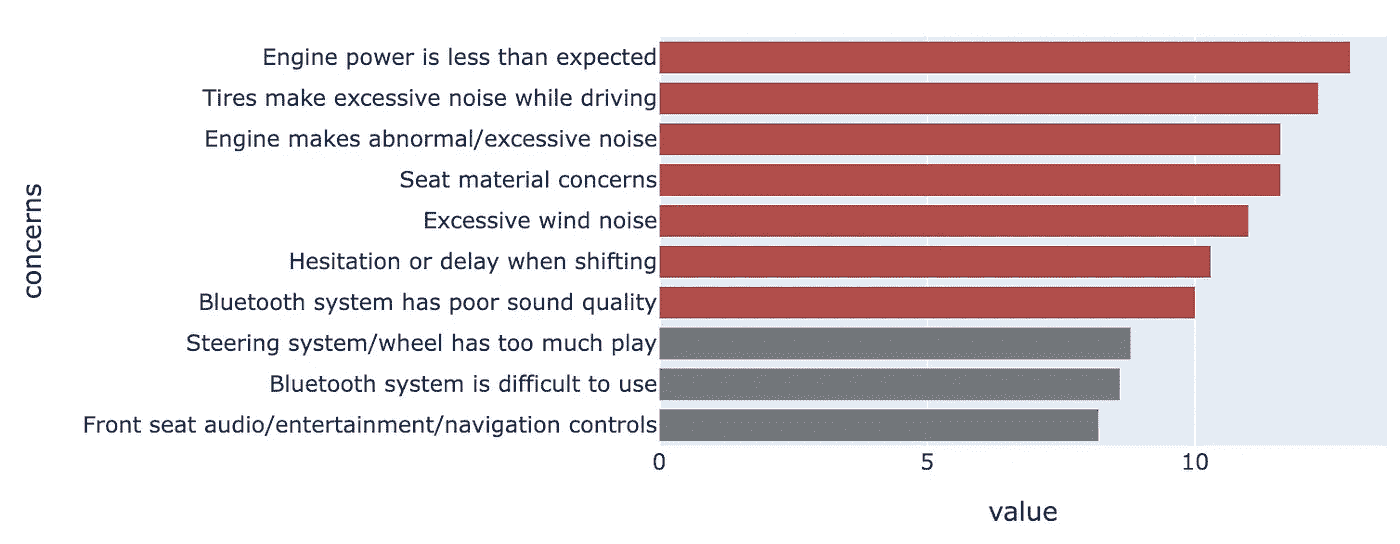 Engine power is less than expected
Tires make excessive noise while driving
Engine makes abnormal/excessive noise
Seat material concerns
Excessive wind noise
Hesitation or delay when shifting
Bluetooth system has poor sound quality
Steering system/wheel has too much play
Bluetooth system is difficult to use
Front seat audio/entertainment/navigation controls
concerns
0 5 10
value